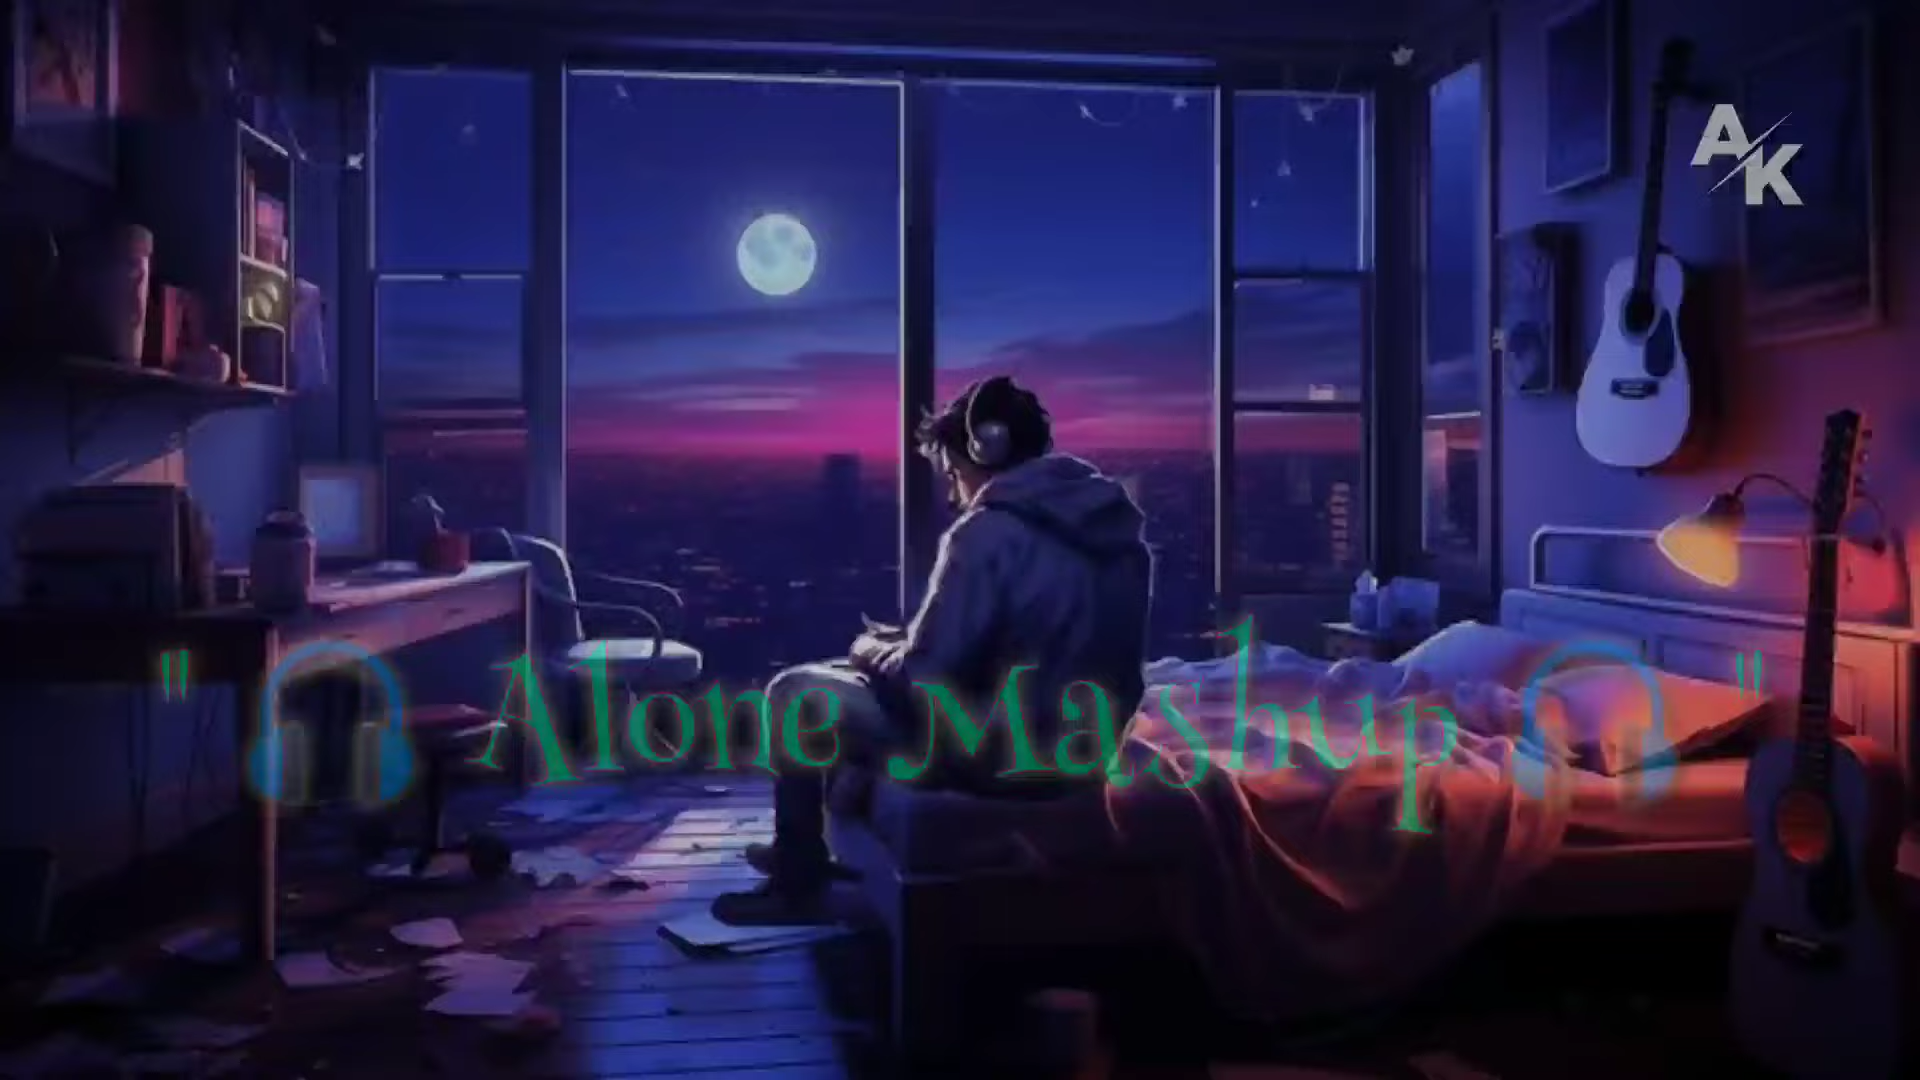 AK
" 🎧 Alone Mashup 🎧 "